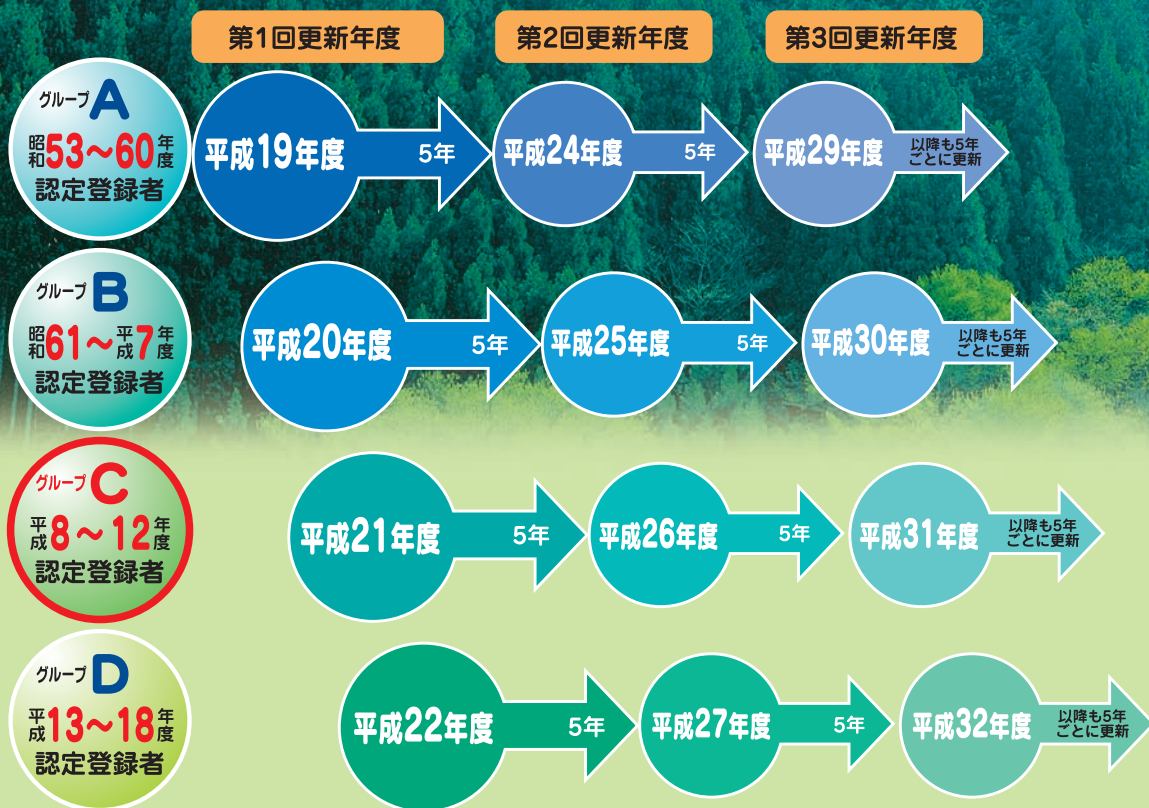 第1回更新年度
第2回更新年度
第3回更新年度
グループA
昭和53～60年度
認定登録者
平成19年度
5年
平成24年度
5年
平成29年度
以降も5年
ごとに更新
グループB
昭和61～平成7年度
認定登録者
平成20年度
5年
平成25年度
5年
平成30年度
以降も5年
ごとに更新
グループC
平成8～12年度
認定登録者
平成21年度
5年
平成26年度
5年
平成31年度
以降も5年
ごとに更新
グループD
平成13～18年度
認定登録者
平成22年度
5年
平成27年度
5年
平成32年度
以降も5年
ごとに更新